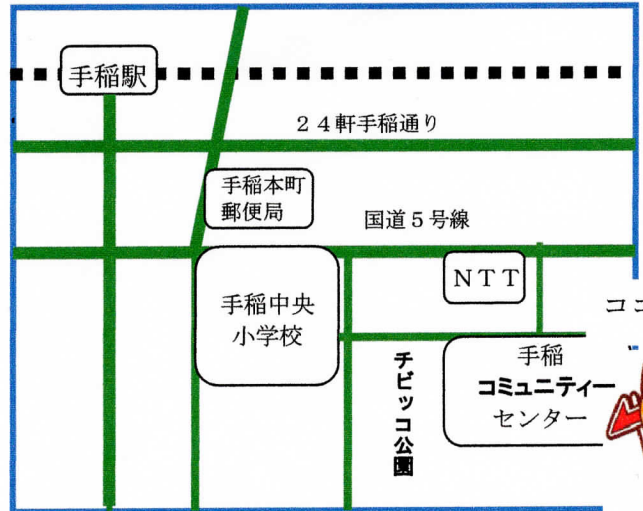 手稲駅
24軒手稲通り
手稲本町
郵便局
国道5号線
NTT
手稲中央
小学校
ココ
手稲
コミュニティー
センター
チビッコ公園